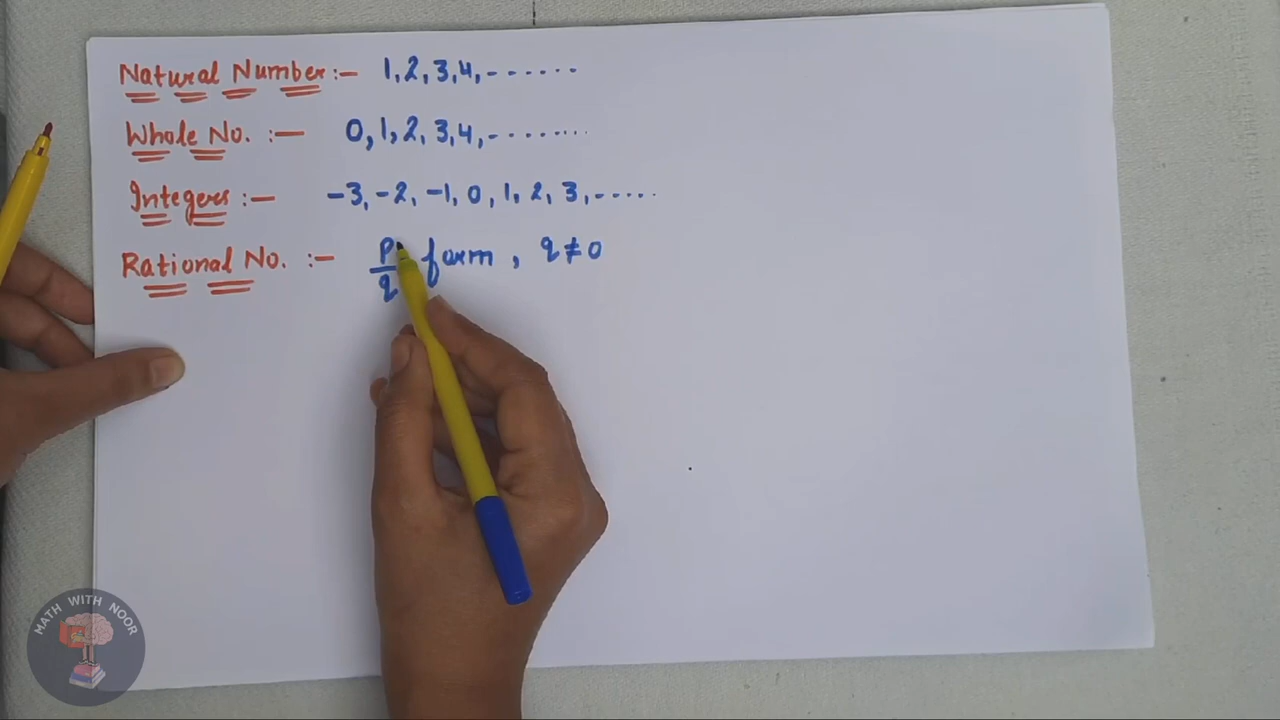 Natural Number :- 1, 2, 3, 4, -------
Whole No. :- 0, 1, 2, 3, 4, --------
Integers :- -3, -2, -1, 0, 1, 2, 3, ------
Rational No. :- P/q form, q ≠ 0
MATH WITH NOOR